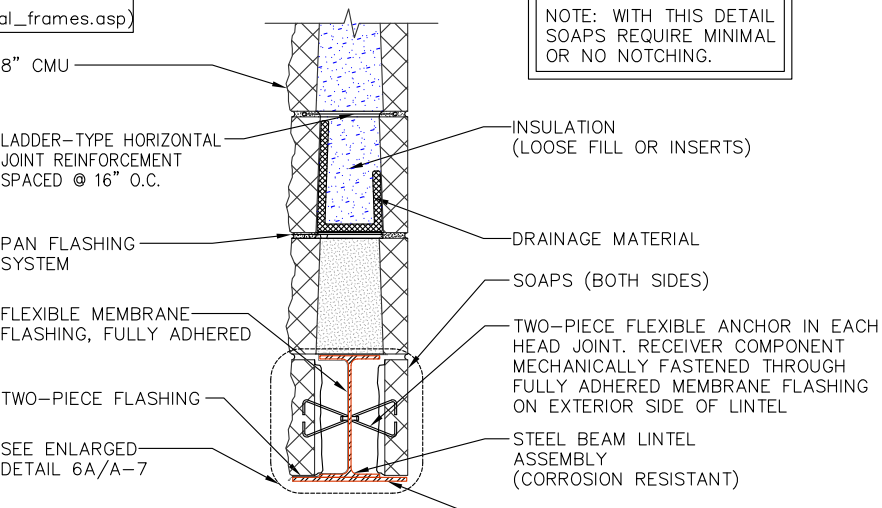 al_frames.asp)
NOTE: WITH THIS DETAIL
SOAPS REQUIRE MINIMAL
OR NO NOTCHING.
8" CMU
LADDER-TYPE HORIZONTAL
JOINT REINFORCEMENT
SPACED @ 16" O.C.
PAN FLASHING
SYSTEM
FLEXIBLE MEMBRANE
FLASHING, FULLY ADHERED
TWO-PIECE FLASHING
SEE ENLARGED
DETAIL 6A/A-7
INSULATION
(LOOSE FILL OR INSERTS)
DRAINAGE MATERIAL
SOAPS (BOTH SIDES)
TWO-PIECE FLEXIBLE ANCHOR IN EACH
HEAD JOINT. RECEIVER COMPONENT
MECHANICALLY FASTENED THROUGH
FULLY ADHERED MEMBRANE FLASHING
ON EXTERIOR SIDE OF LINTEL
STEEL BEAM LINTEL
ASSEMBLY
(CORROSION RESISTANT)